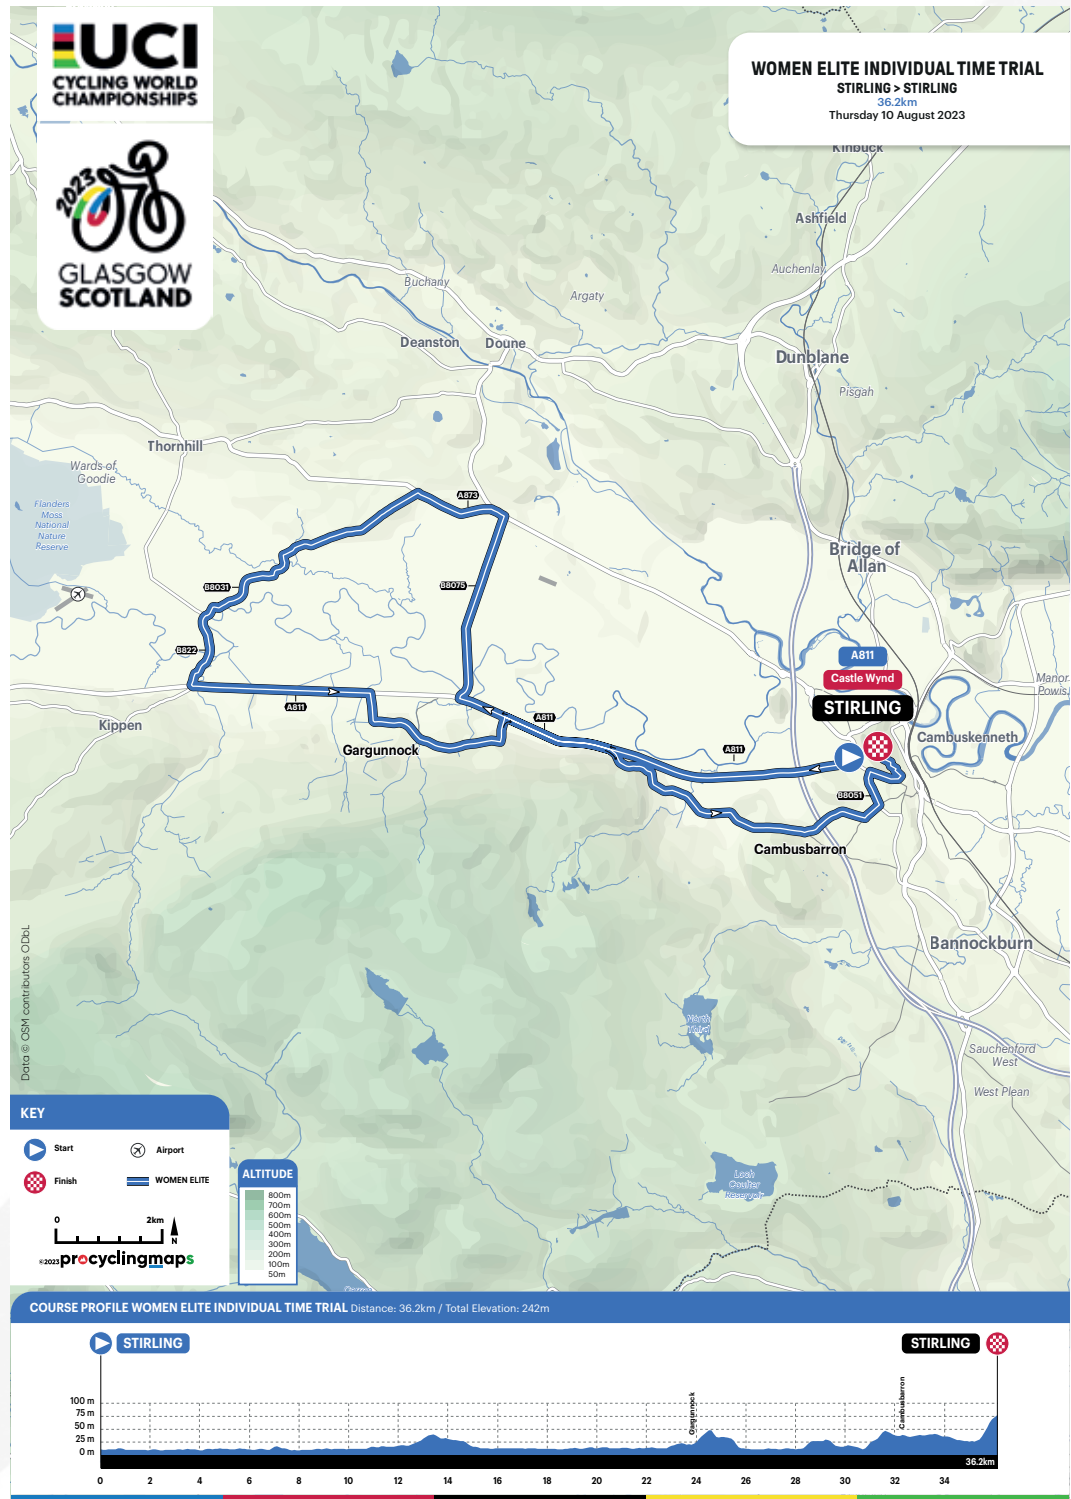 UCI
CYCLING WORLD
CHAMPIONSHIPS
2023
GLASGOW
SCOTLAND
WOMEN ELITE INDIVIDUAL TIME TRIAL
STIRLING > STIRLING
36.2km
Thursday 10 August 2023
Kinbuck
Ashfield
Auchenlay
Buchany
Argaty
Deanston
Doune
Dunblane
Pisgah
Thornhill
Wards of
Goodie
Flanders
Moss
National
Nature
Reserve
A873
Bridge of
Allan
B8031
B8075
B822
A811
Castle Wynd
STIRLING
Manor
Powis
A811
A811
A811
Kippen
Gargunnock
Cambuskenneth
B8051
Cambusbarron
Bannockburn
North
Third
Sauchenford
West
West Plean
Loch
Coulter
Reservoir
Data © OSM contributors ODbL
KEY
Start
Airport
Finish
WOMEN ELITE
0 2km
N
©2023 procyclingmaps
ALTITUDE
800m
700m
600m
500m
400m
300m
200m
100m
50m
COURSE PROFILE WOMEN ELITE INDIVIDUAL TIME TRIAL Distance: 36.2km / Total Elevation: 242m
STIRLING
STIRLING
100 m
75 m
50 m
25 m
0 m
Gargunnock
Cambusbarron
36.2km
0 2 4 6 8 10 12 14 16 18 20 22 24 26 28 30 32 34